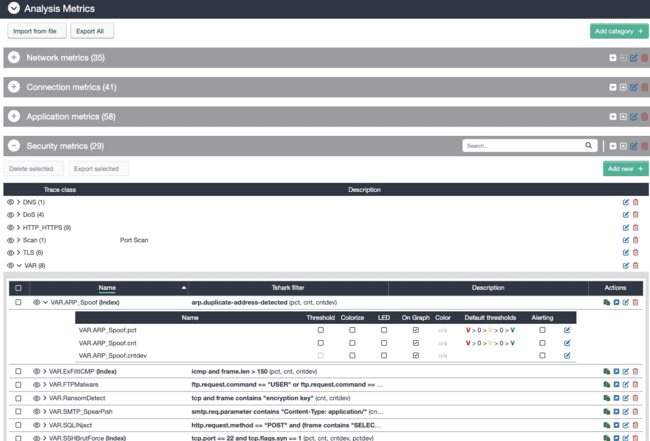 Analysis Metrics
Import from file Export All Add category +
Network metrics (35)
Connection metrics (41)
Application metrics (58)
Security metrics (29) Search...
Delete selected Export selected Add new +
Trace class Description
DNS (1)
DoS (4)
HTTP_HTTPS (9)
Scan (1) Port Scan
TLS (6)
VAR (8)
Name Tshark filter Description Actions
VAR.ARP_Spoof (Index) arp.duplicate-address-detected (pct, cnt, cntdev)
Name Threshold Colorize LED On Graph Color Default thresholds Alerting
VAR.ARP_Spoof.pct n/a V > 0 > V > 0 > V
VAR.ARP_Spoof.cnt n/a V > 0 > V > 0 > V
VAR.ARP_Spoof.cntdev n/a
VAR.ExFiltICMP (Index) icmp and frame.len > 150 (pct, cnt, cntdev)
VAR.FTPMalware ftp.request.command == "USER" or ftp.request.command == ...
VAR.RansomDetect tcp and frame contains "encryption key" (cntdev)
VAR.SMTP_SpearPish smtp.req.parameter contains "Content-Type: application/" (cn...
VAR.SQLINject http.request.method == "POST" and (frame contains "SELEC...
VAR.SSHBrutForce (Index) tcp.port == 22 and tcp.flags.syn == 1 (pct, cnt, cntdev, pctdev)